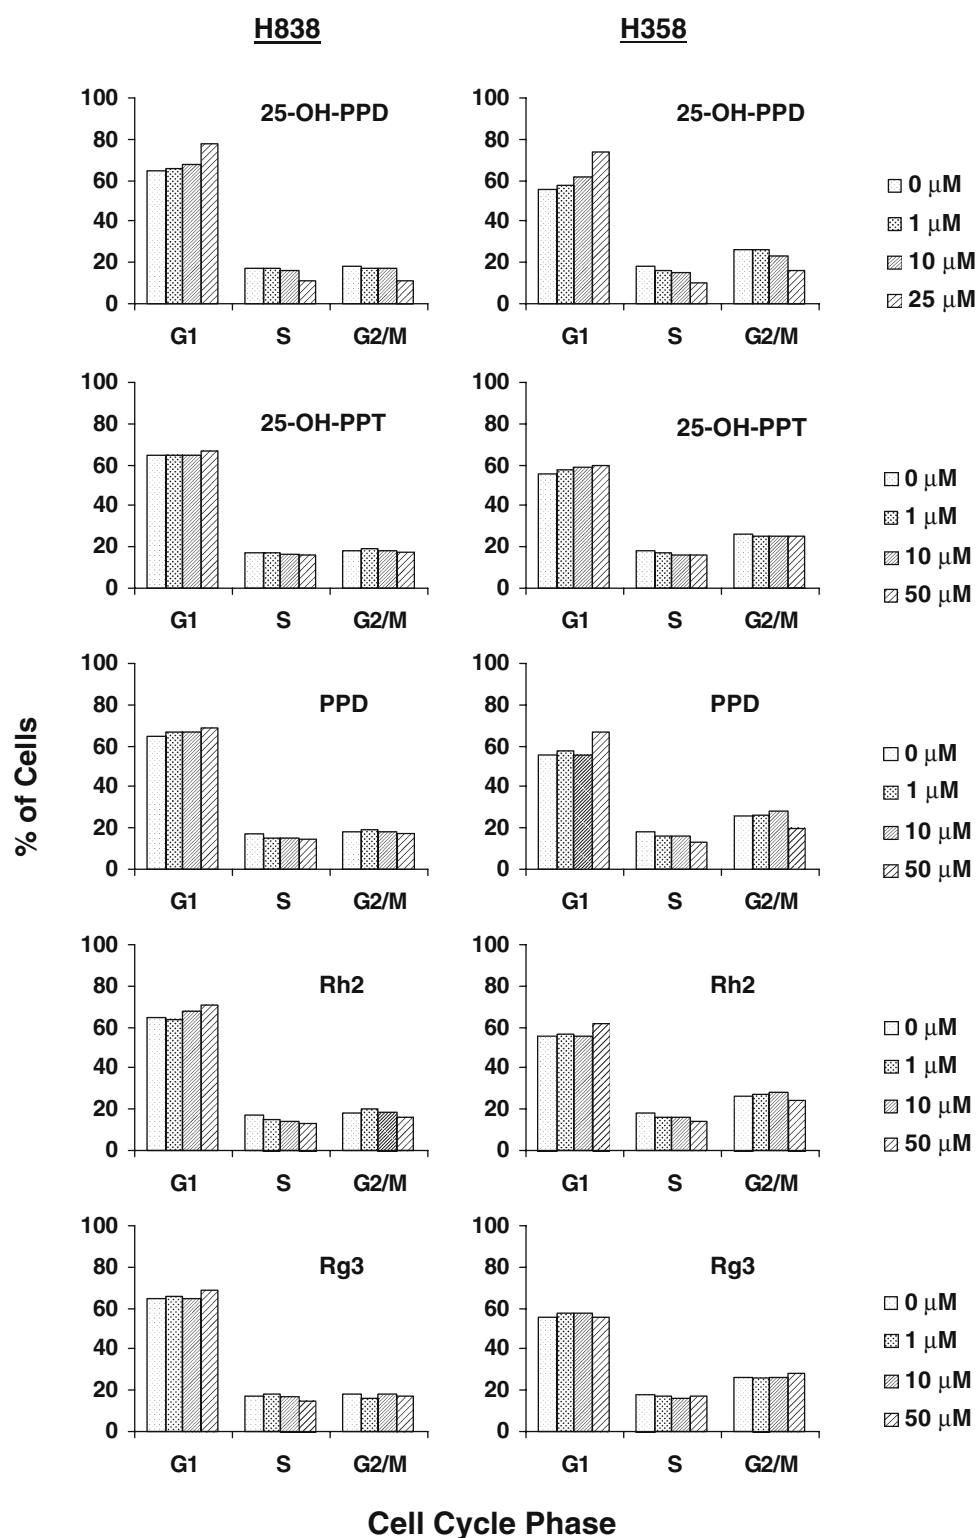 H838 H358
25-OH-PPD 25-OH-PPD
100 100
80 80
60 60
40 40
20 20
0 0
G1 S G2/M G1 S G2/M
0 μM
1 μM
10 μM
25 μM
25-OH-PPT 25-OH-PPT
100 100
80 80
60 60
40 40
20 20
0 0
G1 S G2/M G1 S G2/M
0 μM
1 μM
10 μM
50 μM
PPD PPD
100 100
80 80
60 60
40 40
20 20
0 0
G1 S G2/M G1 S G2/M
0 μM
1 μM
10 μM
50 μM
% of Cells
Rh2 Rh2
100 100
80 80
60 60
40 40
20 20
0 0
G1 S G2/M G1 S G2/M
0 μM
1 μM
10 μM
50 μM
Rg3 Rg3
100 100
80 80
60 60
40 40
20 20
0 0
G1 S G2/M G1 S G2/M
0 μM
1 μM
10 μM
50 μM
Cell Cycle Phase